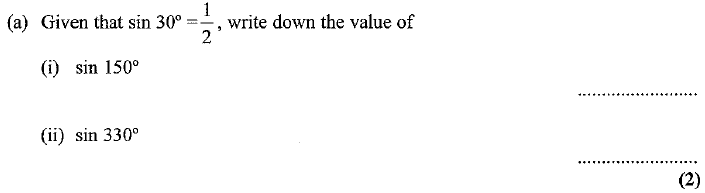 (a) Given that sin 30° = 1/2, write down the value of
(i) sin 150°
........................
(ii) sin 330°
........................
(2)